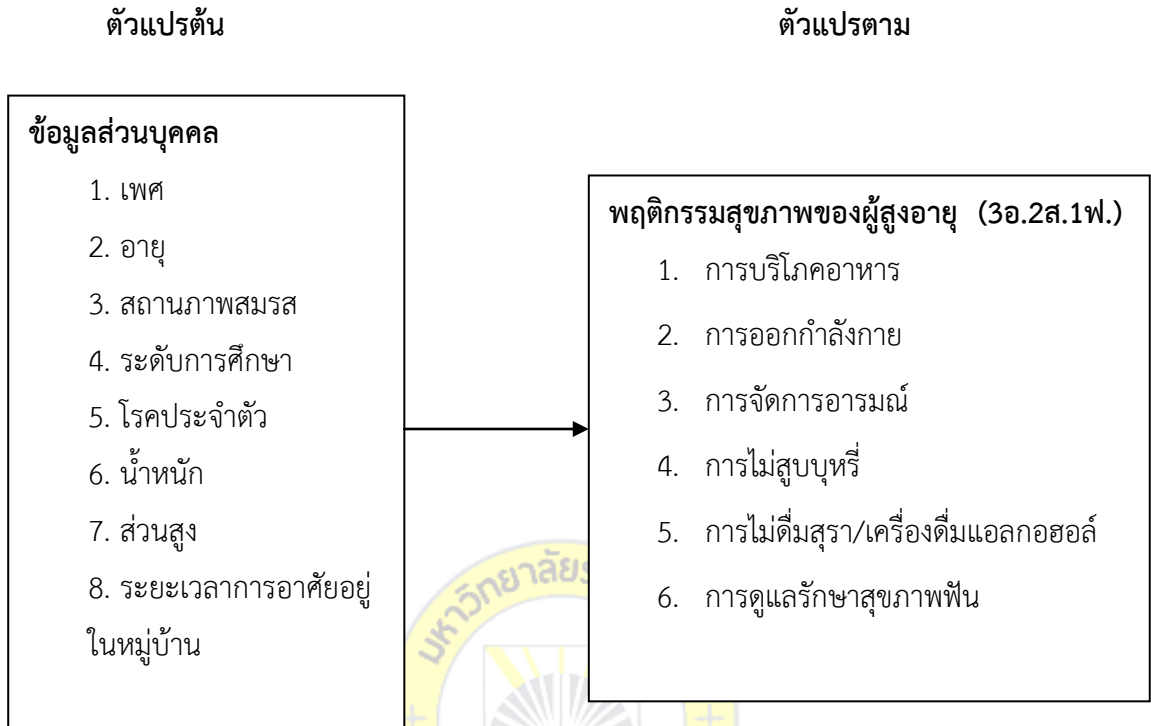 ตัวแปรต้น
ตัวแปรตาม
ข้อมูลส่วนบุคคล
1. เพศ
2. อายุ
3. สถานภาพสมรส
4. ระดับการศึกษา
5. โรคประจำตัว
6. น้ำหนัก
7. ส่วนสูง
8. ระยะเวลาการอาศัยอยู่
ในหมู่บ้าน
พฤติกรรมสุขภาพของผู้สูงอายุ (3อ.2ส.1ฟ.)
1. การบริโภคอาหาร
2. การออกกำลังกาย
3. การจัดการอารมณ์
4. การไม่สูบบุหรี่
5. การไม่ดื่มสุรา/เครื่องดื่มแอลกอฮอล์
6. การดูแลรักษาสุขภาพฟัน